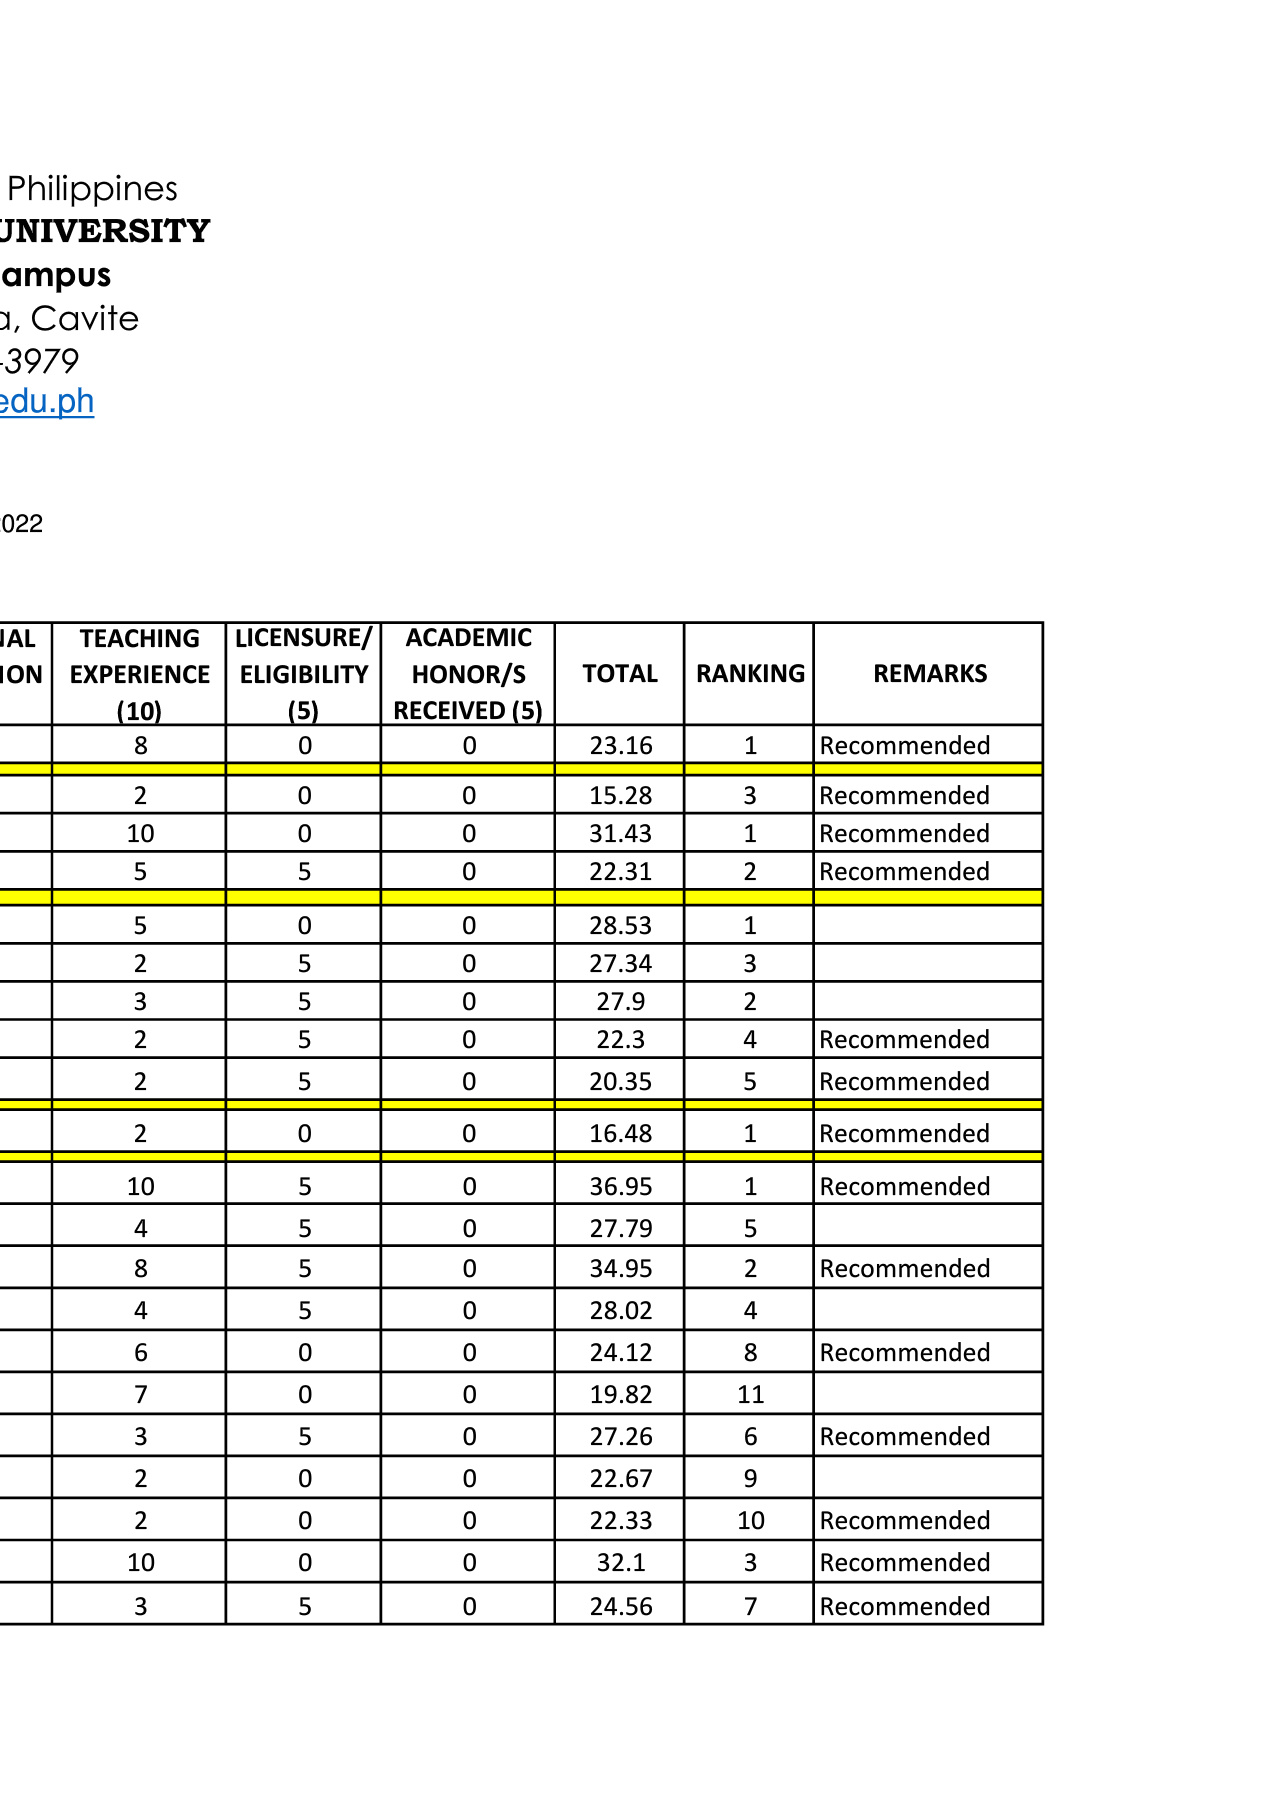 Philippines
UNIVERSITY
ampus
a, Cavite
-3979
edu.ph
2022
NAL TEACHING LICENSURE/ ACADEMIC
ION EXPERIENCE ELIGIBILITY HONOR/S TOTAL RANKING REMARKS
(10) (5) RECEIVED (5)
8 0 0 23.16 1 Recommended
2 0 0 15.28 3 Recommended
10 0 0 31.43 1 Recommended
5 5 0 22.31 2 Recommended
5 0 0 28.53 1
2 5 0 27.34 3
3 5 0 27.9 2
2 5 0 22.3 4 Recommended
2 5 0 20.35 5 Recommended
2 0 0 16.48 1 Recommended
10 5 0 36.95 1 Recommended
4 5 0 27.79 5
8 5 0 34.95 2 Recommended
4 5 0 28.02 4
6 0 0 24.12 8 Recommended
7 0 0 19.82 11
3 5 0 27.26 6 Recommended
2 0 0 22.67 9
2 0 0 22.33 10 Recommended
10 0 0 32.1 3 Recommended
3 5 0 24.56 7 Recommended